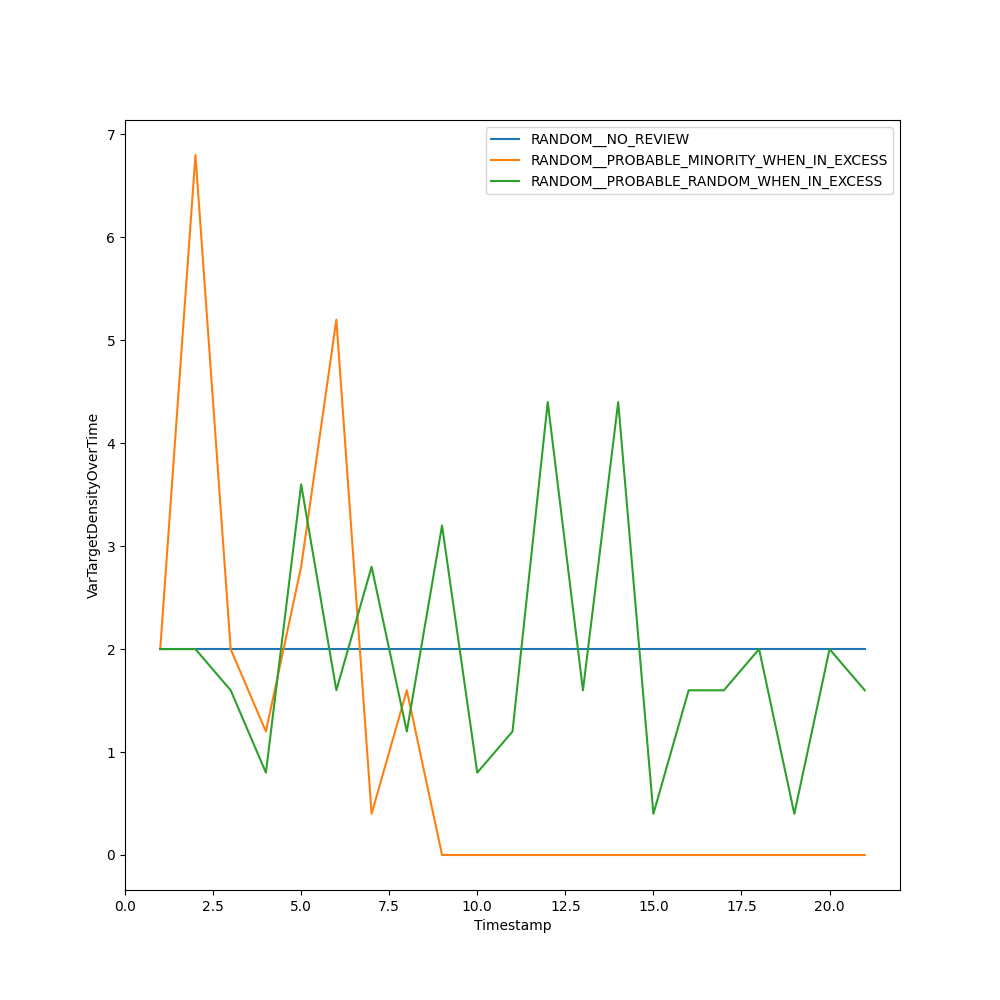 RANDOM__NO_REVIEW
RANDOM__PROBABLE_MINORITY_WHEN_IN_EXCESS
RANDOM__PROBABLE_RANDOM_WHEN_IN_EXCESS
7
6
5
4
3
2
1
0
VarTargetDensityOverTime
0.0 2.5 5.0 7.5 10.0 12.5 15.0 17.5 20.0
Timestamp